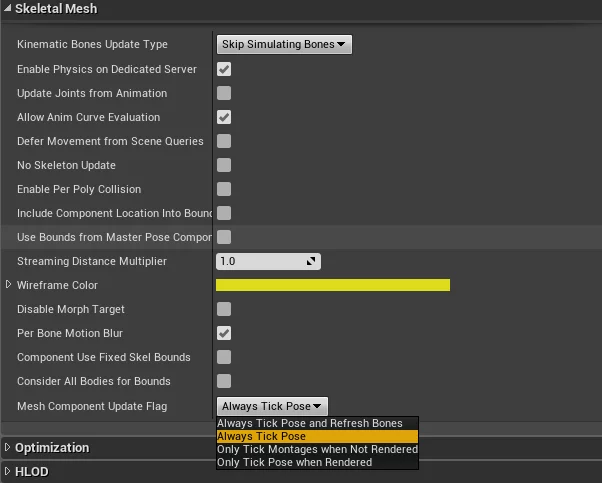 Skeletal Mesh
Kinematic Bones Update Type Skip Simulating Bones
Enable Physics on Dedicated Server
Update Joints from Animation
Allow Anim Curve Evaluation
Defer Movement from Scene Queries
No Skeleton Update
Enable Per Poly Collision
Include Component Location Into Bound
Use Bounds from Master Pose Compor
Streaming Distance Multiplier 1.0
Wireframe Color
Disable Morph Target
Per Bone Motion Blur
Component Use Fixed Skel Bounds
Consider All Bodies for Bounds
Mesh Component Update Flag Always Tick Pose
Always Tick Pose and Refresh Bones
Always Tick Pose
Only Tick Montages when Not Rendered
Only Tick Pose when Rendered
Optimization
HLOD